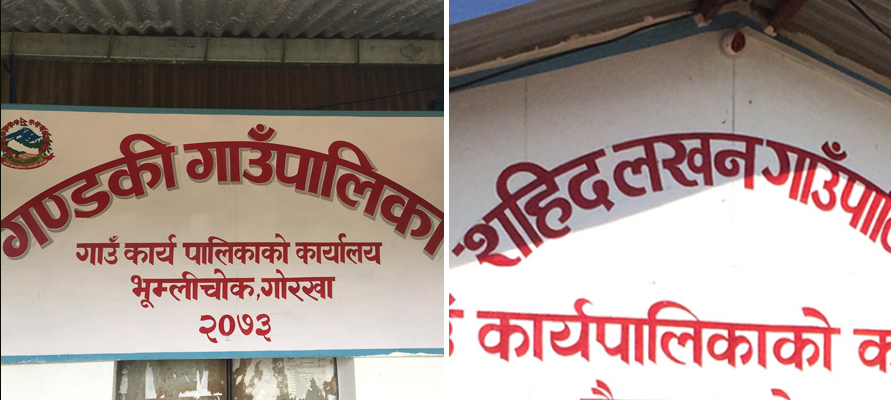 गण्डकी गाउँपालिका
गाउँ कार्य पालिकाको कार्यालय
भूम्लीचोक,गोरखा
२०७३
शहिद लखन गाउँपालि
कार्यपालिकाको